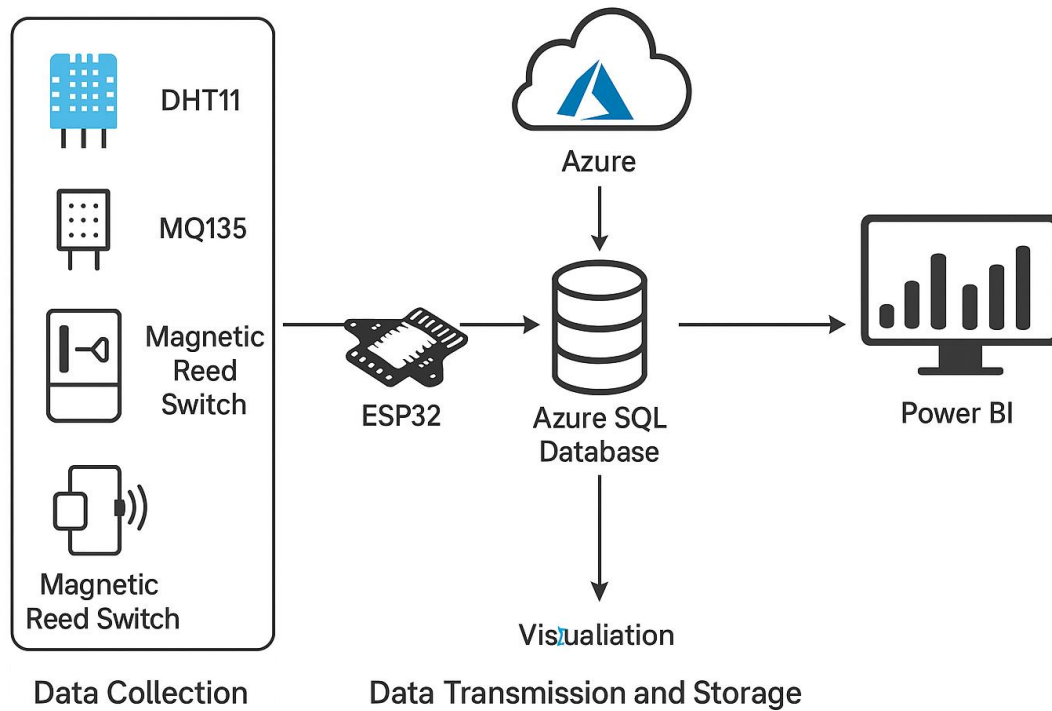 DHT11
MQ135
Magnetic
Reed
Switch
Magnetic
Reed Switch
Data Collection
ESP32
Azure
Azure SQL
Database
Visualiation
Data Transmission and Storage
Power BI